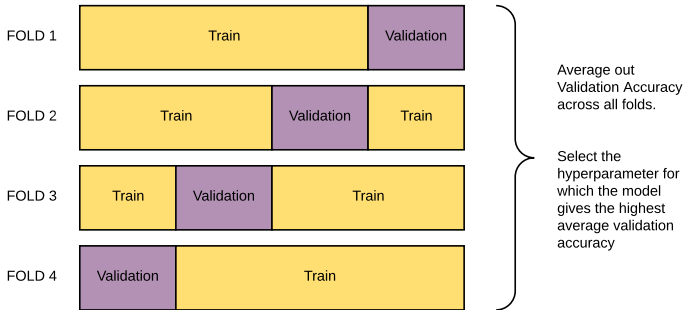 FOLD 1
Train
Validation
FOLD 2
Train
Validation
Train
FOLD 3
Train
Validation
Train
FOLD 4
Validation
Train
Average out
Validation Accuracy
across all folds.
Select the
hyperparameter for
which the model
gives the highest
average validation
accuracy